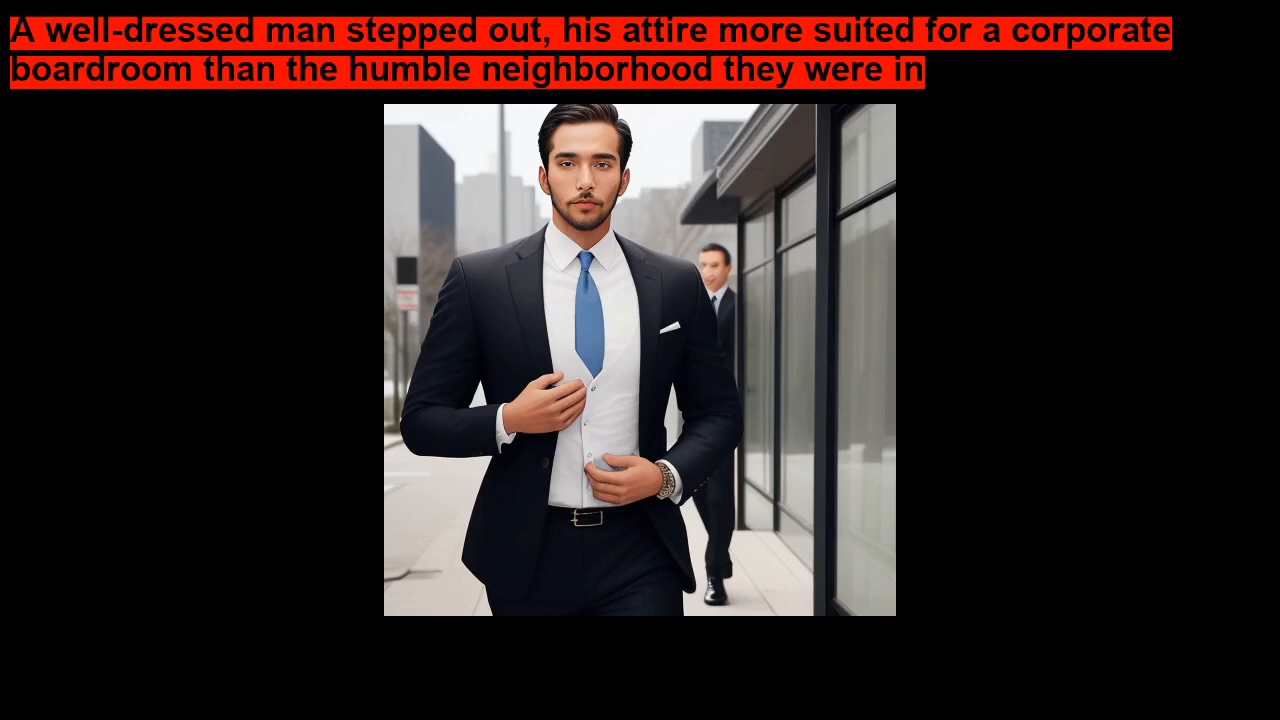 A well-dressed man stepped out, his attire more suited for a corporate
boardroom than the humble neighborhood they were in